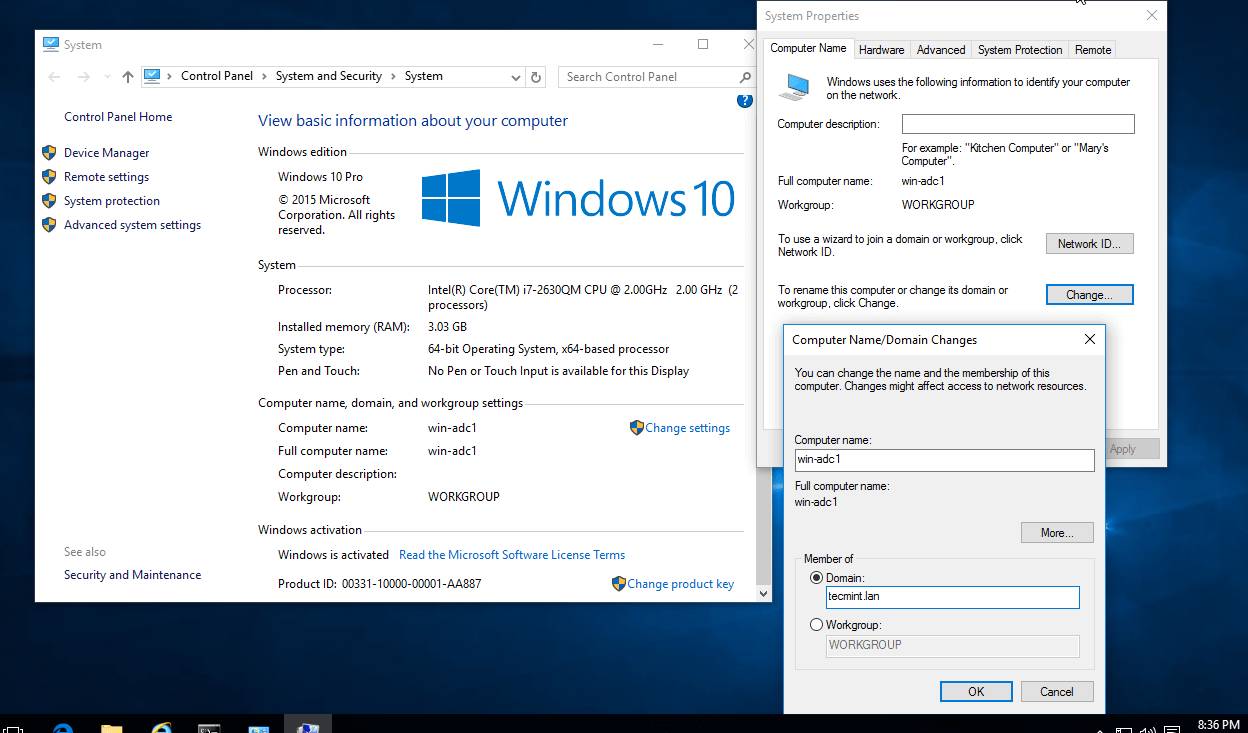 System
Control Panel > System and Security > System
Search Control Panel
?
Control Panel Home
Device Manager
Remote settings
System protection
Advanced system settings
See also
Security and Maintenance
View basic information about your computer
Windows edition
Windows 10 Pro
© 2015 Microsoft
Corporation. All rights
reserved.
Windows 10
System
Processor: Intel(R) Core(TM) i7-2630QM CPU @ 2.00GHz 2.00 GHz (2
processors)
Installed memory (RAM): 3.03 GB
System type: 64-bit Operating System, x64-based processor
Pen and Touch: No Pen or Touch Input is available for this Display
Computer name, domain, and workgroup settings
Computer name: win-adc1
Change settings
Full computer name: win-adc1
Computer description:
Workgroup: WORKGROUP
Windows activation
Windows is activated Read the Microsoft Software License Terms
Product ID: 00331-10000-00001-AA887
Change product key
System Properties
Computer Name Hardware Advanced System Protection Remote
Windows uses the following information to identify your computer
on the network.
Computer description:
For example: "Kitchen Computer" or "Mary's
Computer".
Full computer name: win-adc1
Workgroup: WORKGROUP
To use a wizard to join a domain or workgroup, click
Network ID.
Network ID...
To rename this computer or change its domain or
workgroup, click Change.
Change...
Apply
Computer Name/Domain Changes
You can change the name and the membership of this
computer. Changes might affect access to network resources.
Computer name:
win-adc1
Full computer name:
win-adc1
More...
Member of
Domain:
tecmint.lan
Workgroup:
WORKGROUP
OK Cancel
8:36 PM